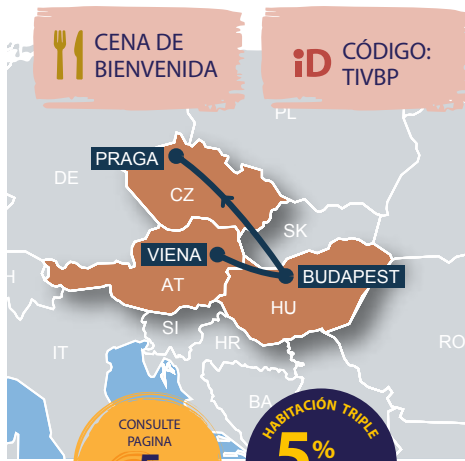 CENA DE
BIENVENIDA
iD
CÓDIGO:
TIVBP
PL
PRAGA
DE
CZ
SK
VIENA
BUDAPEST
AT
HU
SI
HR
IT
RO
BA
CONSULTE
PAGINA
HABITACIÓN TRIPLE
5%